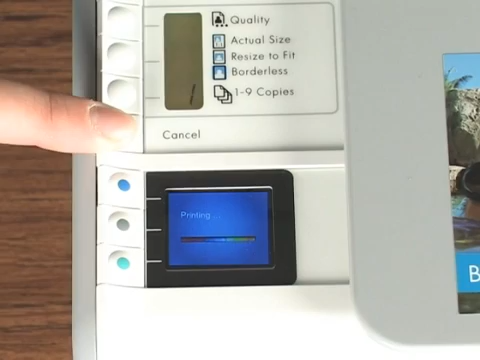 Quality
Actual Size
Resize to Fit
Borderless
1-9 Copies
1
Cancel
Printing...
B